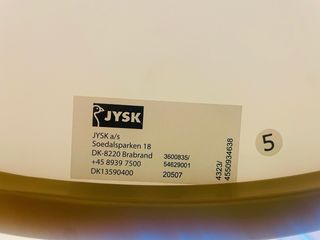 JYSK
JYSK a/s
Soedalsparken 18
DK-8220 Brabrand
+45 8939 7500
DK13590400
3600835/
54629001
20507
4323/
4550934638
5